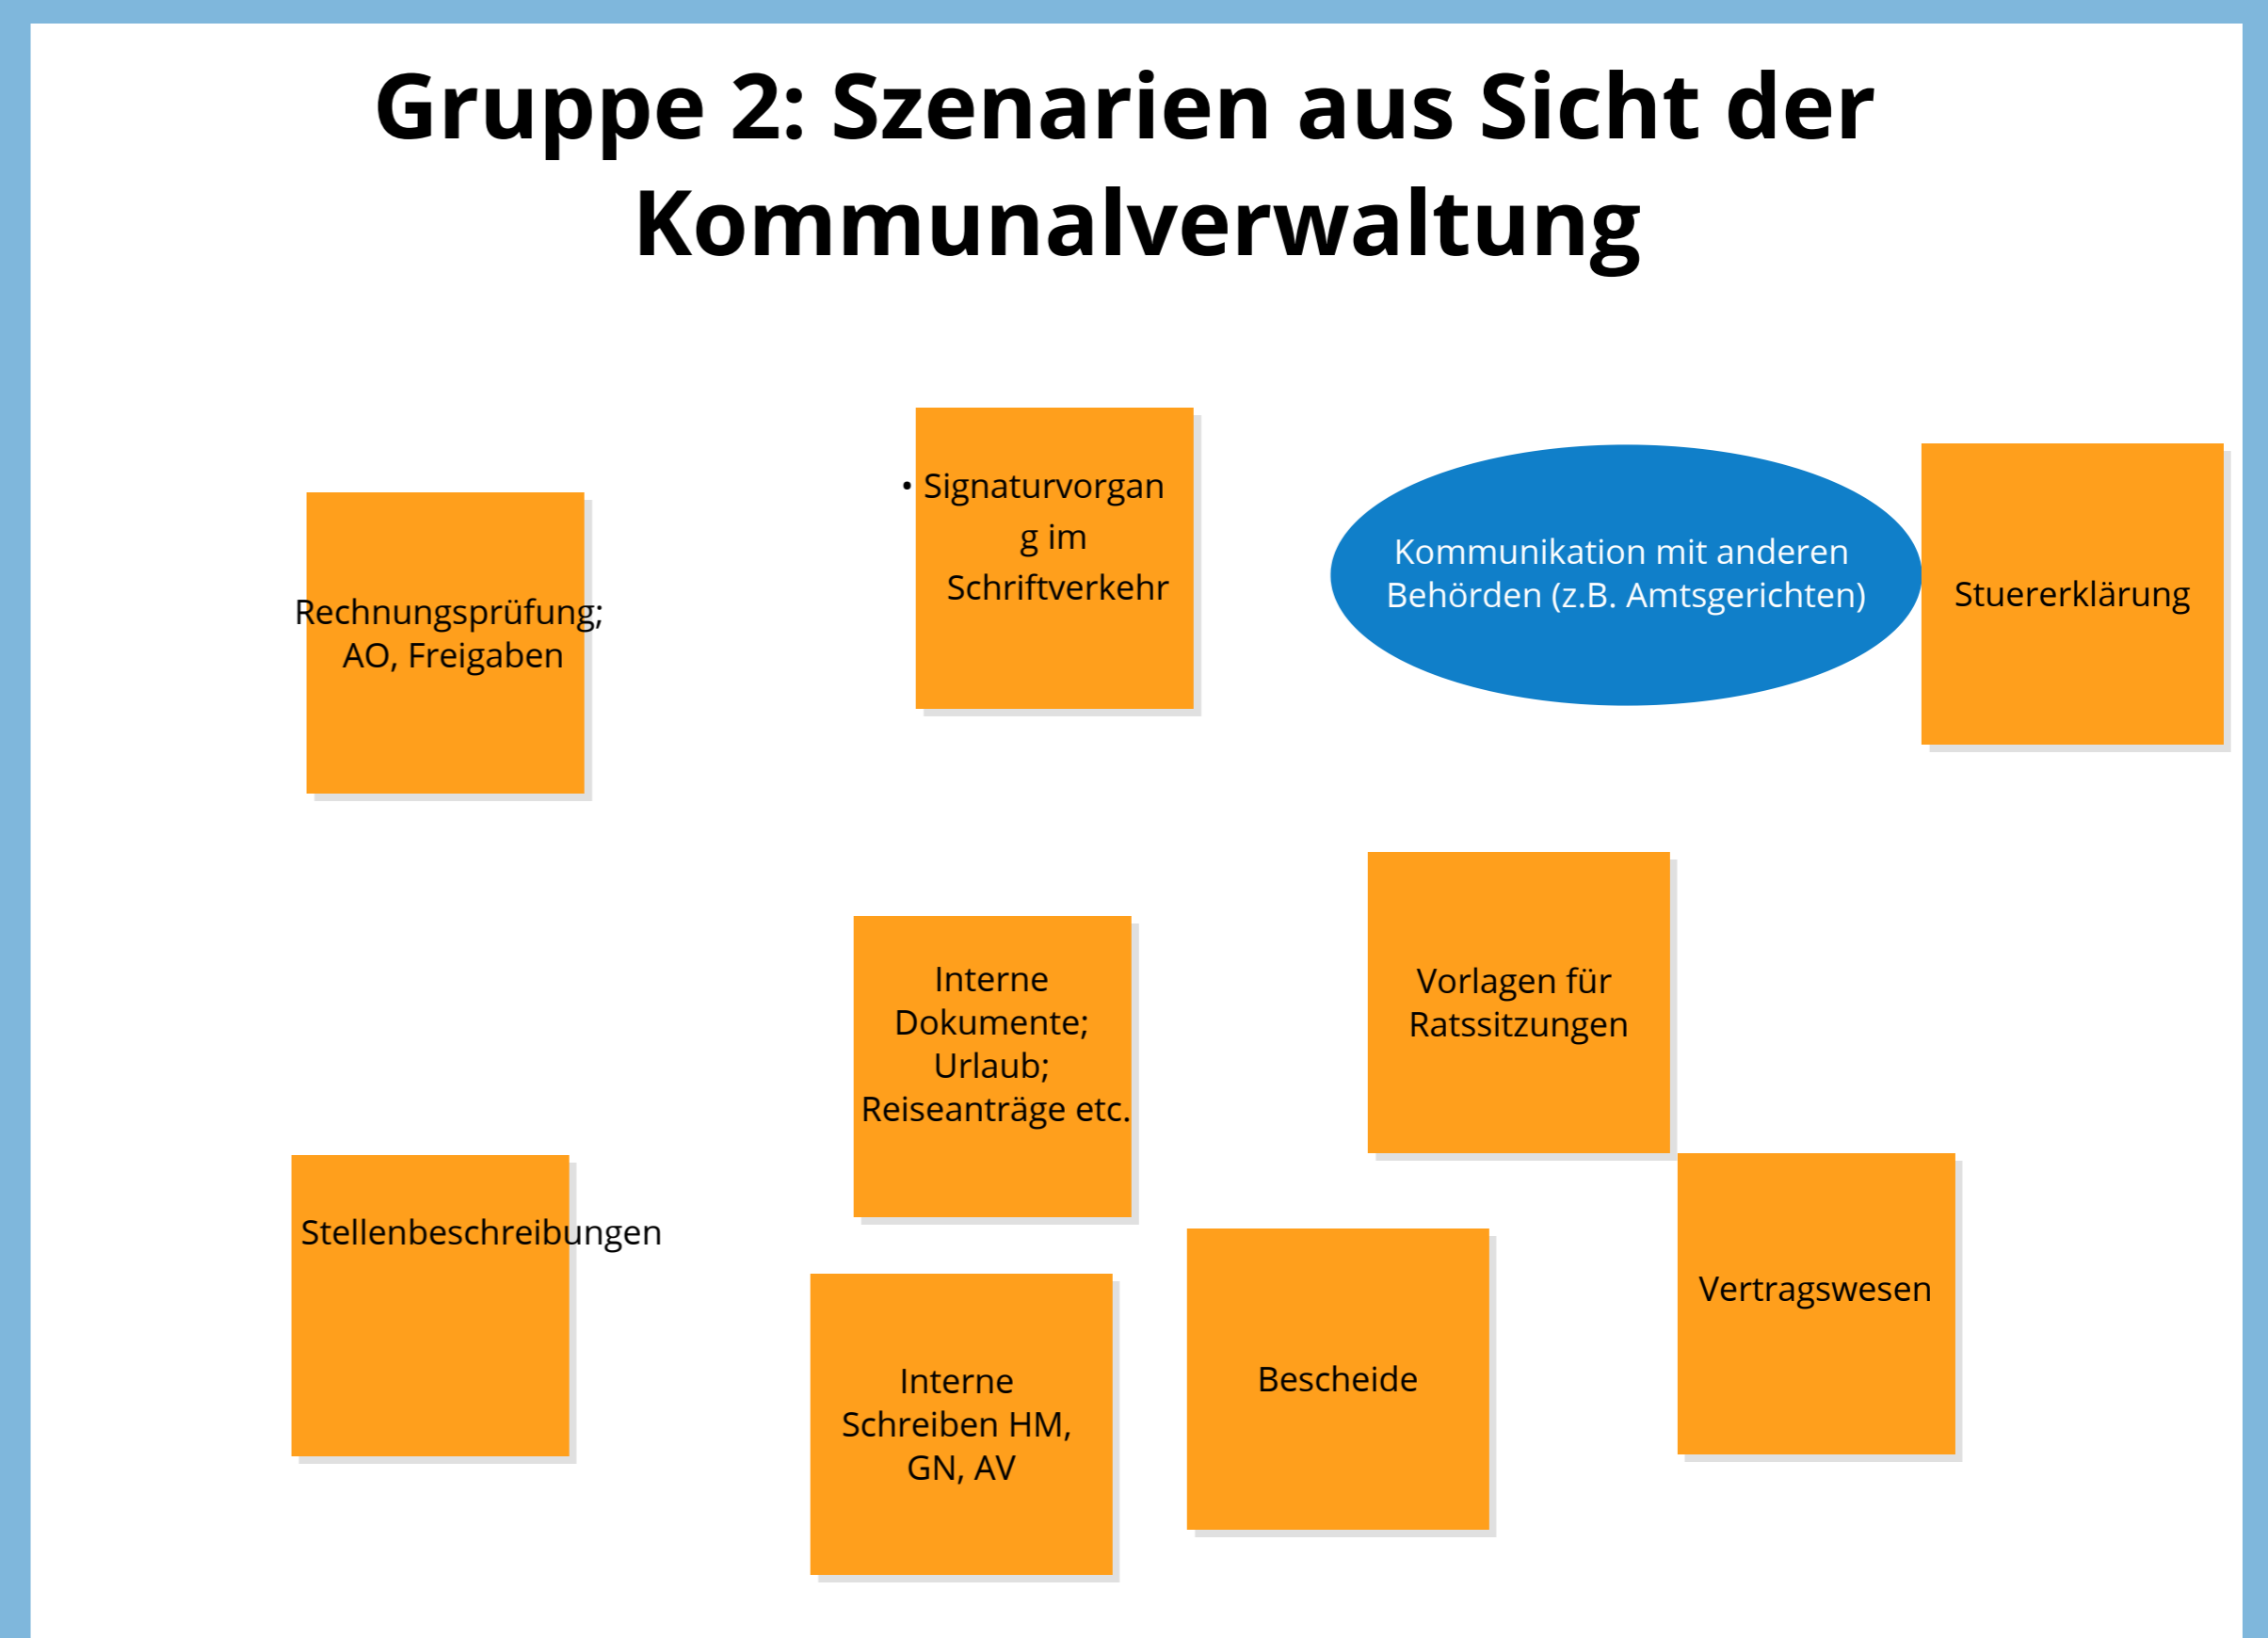 Gruppe 2: Szenarien aus Sicht der
Kommunalverwaltung
• Signaturvorgan
g im
Schriftverkehr
Kommunikation mit anderen
Behörden (z.B. Amtsgerichten)
Stuererklärung
Rechnungsprüfung;
AO, Freigaben
Interne
Dokumente;
Urlaub;
Reiseanträge etc.
Vorlagen für
Ratssitzungen
Stellenbeschreibungen
Vertragswesen
Interne
Schreiben HM,
GN, AV
Bescheide